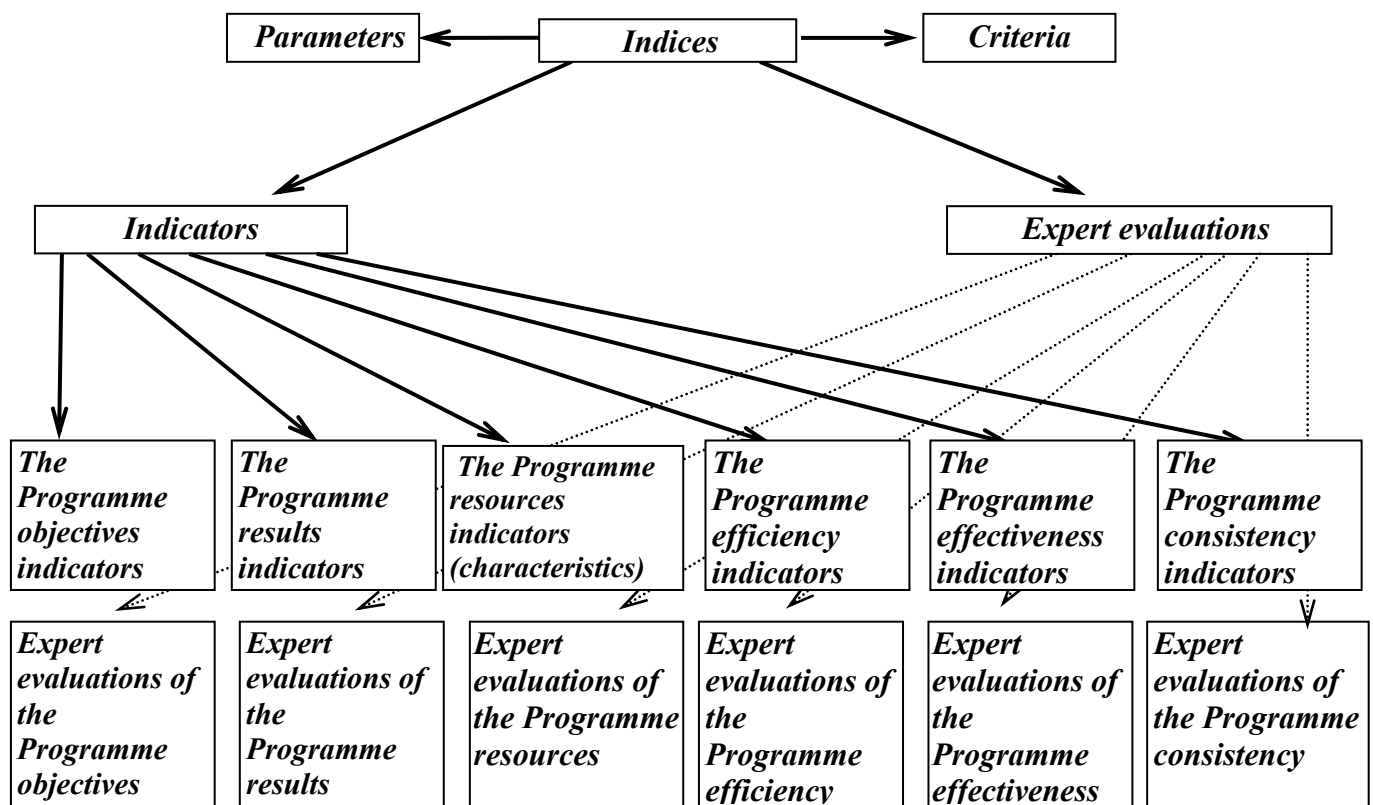 Parameters
Indices
Criteria
Indicators
Expert evaluations
The
Programme
objectives
indicators
The
Programme
results
indicators
The Programme
resources
indicators
(characteristics)
The
Programme
efficiency
indicators
The
Programme
effectiveness
indicators
The
Programme
consistency
indicators
Expert
evaluations of
the
Programme
objectives
Expert
evaluations of
the
Programme
results
Expert
evaluations of
the Programme
resources
Expert
evaluations of
the
Programme
efficiency
Expert
evaluations of
the
Programme
effectiveness
Expert
evaluations of
the Programme
consistency